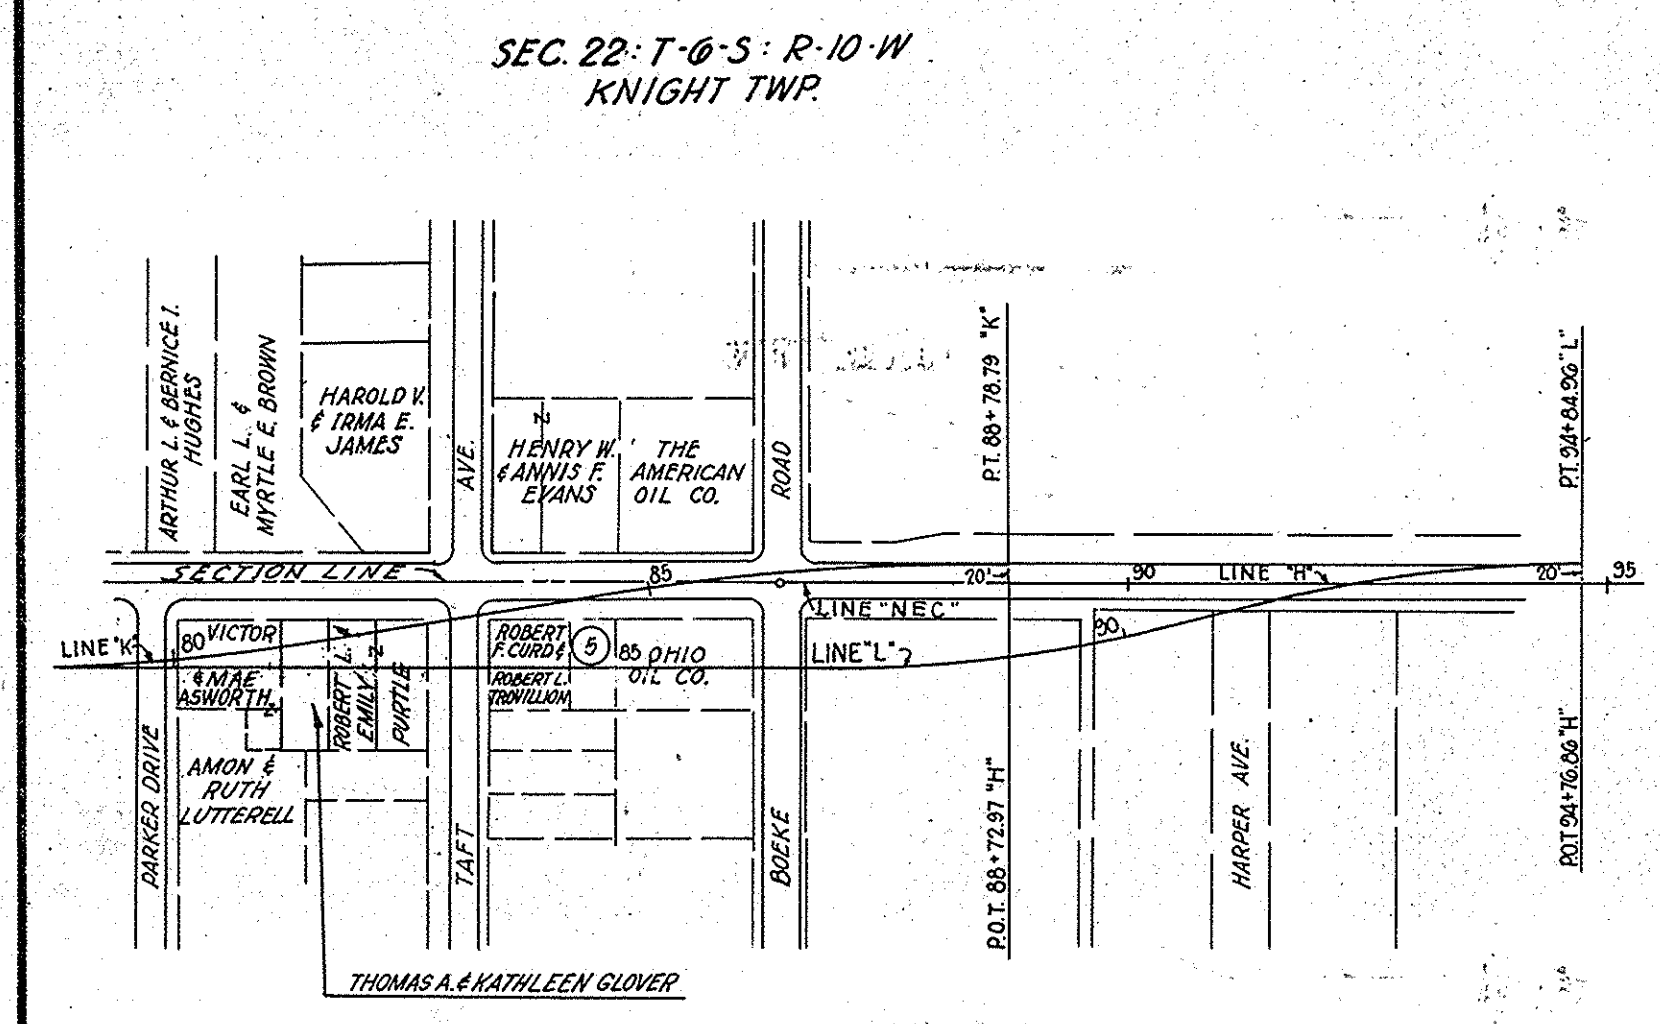 SEC. 22: T-6-S: R-10-W
KNIGHT TWP.
ARTHUR L. & BERNICE I.
HUGHES
EARL L. &
MYRTLE E. BROWN
HAROLD V.
& IRMA E.
JAMES
AVE.
2
HENRY W.
& ANNIS F.
EVANS
THE
AMERICAN
OIL CO.
ROAD
P.T. 88+78.79 "K"
P.T. 94+84.96 "L"
SECTION LINE
85
20'
90
LINE "H"
20'
95
LINE "NEC"
LINE "K"
80
VICTOR
& MAE
ASWORTH
2
ROBERT L. &
EMILY
2
PURTLE
ROBERT
F. CURD &
ROBERT L.
TROVILLION
5
85
OHIO
OIL CO.
LINE "L"
90
AMON &
RUTH
LUTTERELL
PARKER DRIVE
TAFT
BOEKE
P.O.T. 88+72.97 "H"
HARPER AVE.
P.O.T 94+76.86 "H"
THOMAS A. & KATHLEEN GLOVER